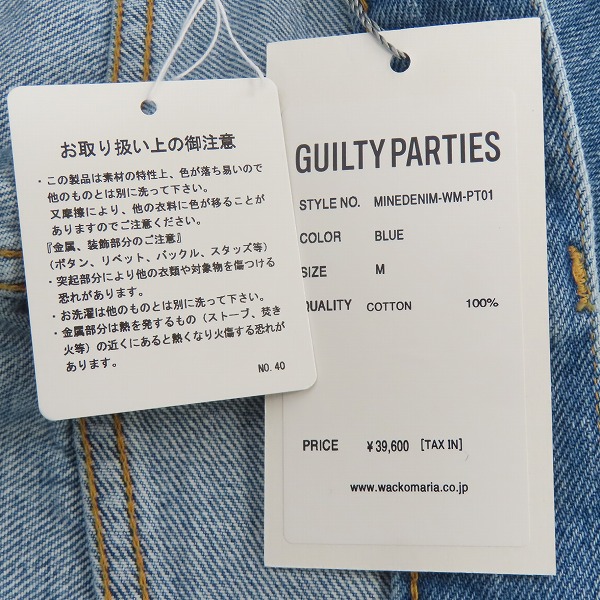 お取り扱い上の御注意
・この製品は素材の特性上、色が落ち易いので
他のものとは別に洗って下さい。
又摩擦により、他の衣料に色が移ることが
ありますのでご注意ください。
『金属、装飾部分のご注意』
（ボタン、リベット、バックル、スタッズ等）
・突起部分により他の衣類や対象物を傷つける
恐れがあります。
・お洗濯は他のものとは別に洗って下さい。
・金属部分は熱を発するもの（ストーブ、焚き
火等）の近くにあると熱くなり火傷する恐れが
あります。
NO. 40
GUILTY PARTIES
STYLE NO. MINEDENIM-WM-PT01
COLOR BLUE
SIZE M
QUALITY COTTON 100%
PRICE ¥39,600 [TAX IN]
www.wackomaria.co.jp